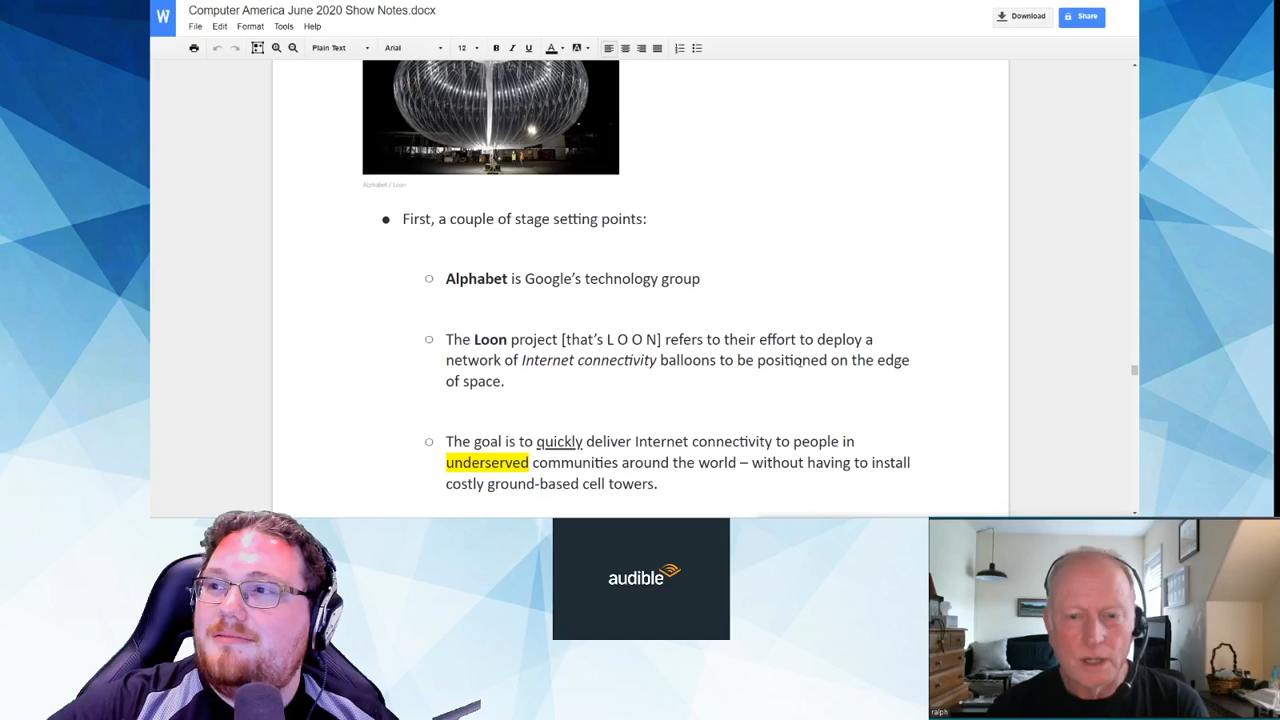 Computer America June 2020 Show Notes.docx
File Edit Format Tools Help
Download
Share
Plain Text
Arial
12
B I U A A
Alphabet / Loon
● First, a couple of stage setting points:
○ Alphabet is Google’s technology group
○ The Loon project [that’s L O O N] refers to their effort to deploy a
network of Internet connectivity balloons to be positioned on the edge
of space.
○ The goal is to quickly deliver Internet connectivity to people in
underserved communities around the world – without having to install
costly ground-based cell towers.
audible
ralph